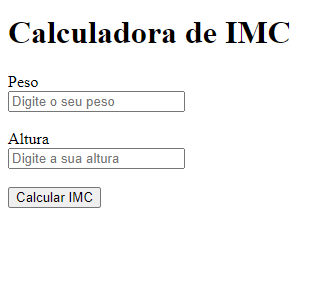 Calculadora de IMC
Peso
Digite o seu peso
Altura
Digite a sua altura
Calcular IMC